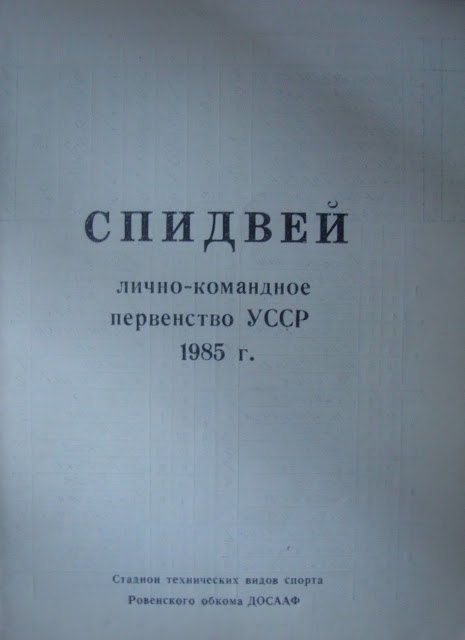 СПИДВЕЙ
лично-командное
первенство УССР
1985 г.
Стадион технических видов спорта
Ровенского обкома ДОСААФ